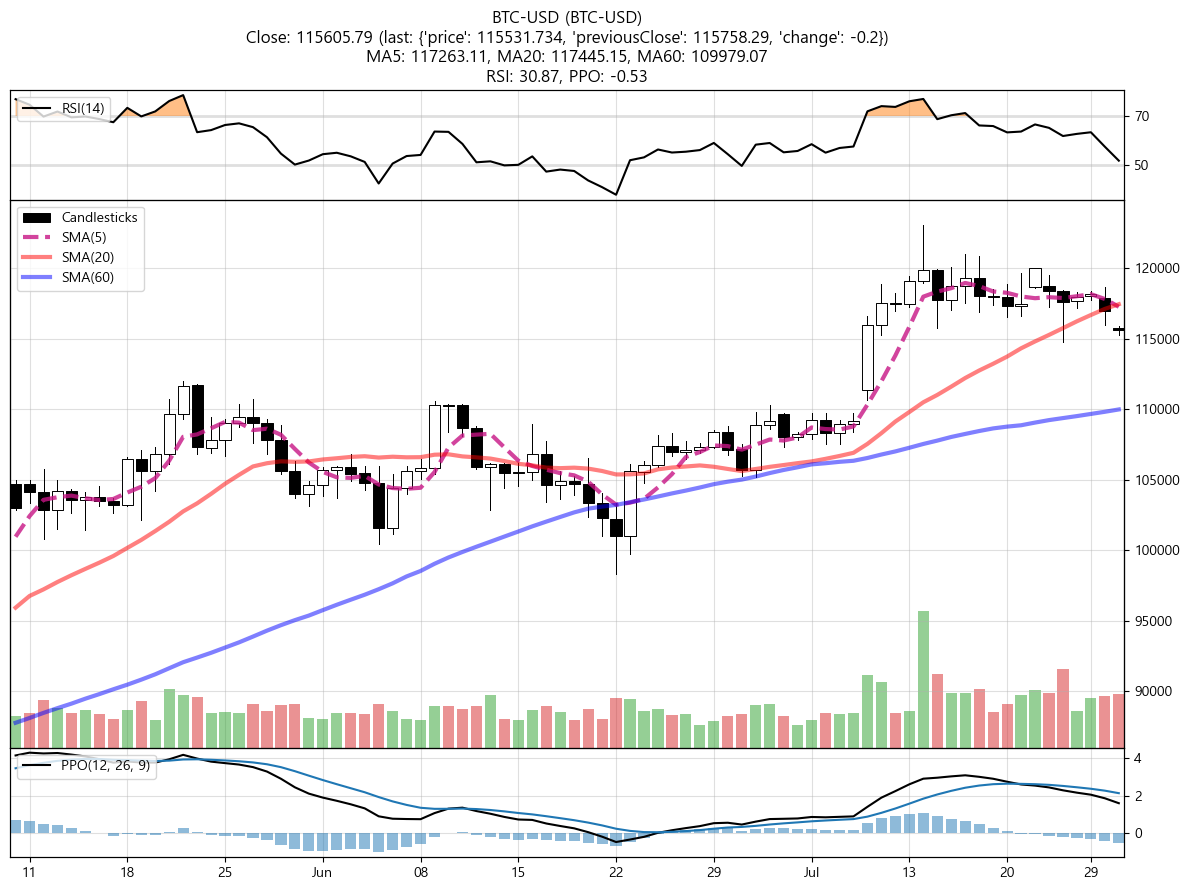 BTC-USD (BTC-USD)
Close: 115605.79 (last: {'price': 115531.734, 'previousClose': 115758.29, 'change': -0.2})
MA5: 117263.11, MA20: 117445.15, MA60: 109979.07
RSI: 30.87, PPO: -0.53
RSI(14)
70
50
Candlesticks
SMA(5)
SMA(20)
SMA(60)
120000
115000
110000
105000
100000
95000
90000
PPO(12, 26, 9)
4
2
0
11 18 25 Jun 08 15 22 29 Jul 13 20 29